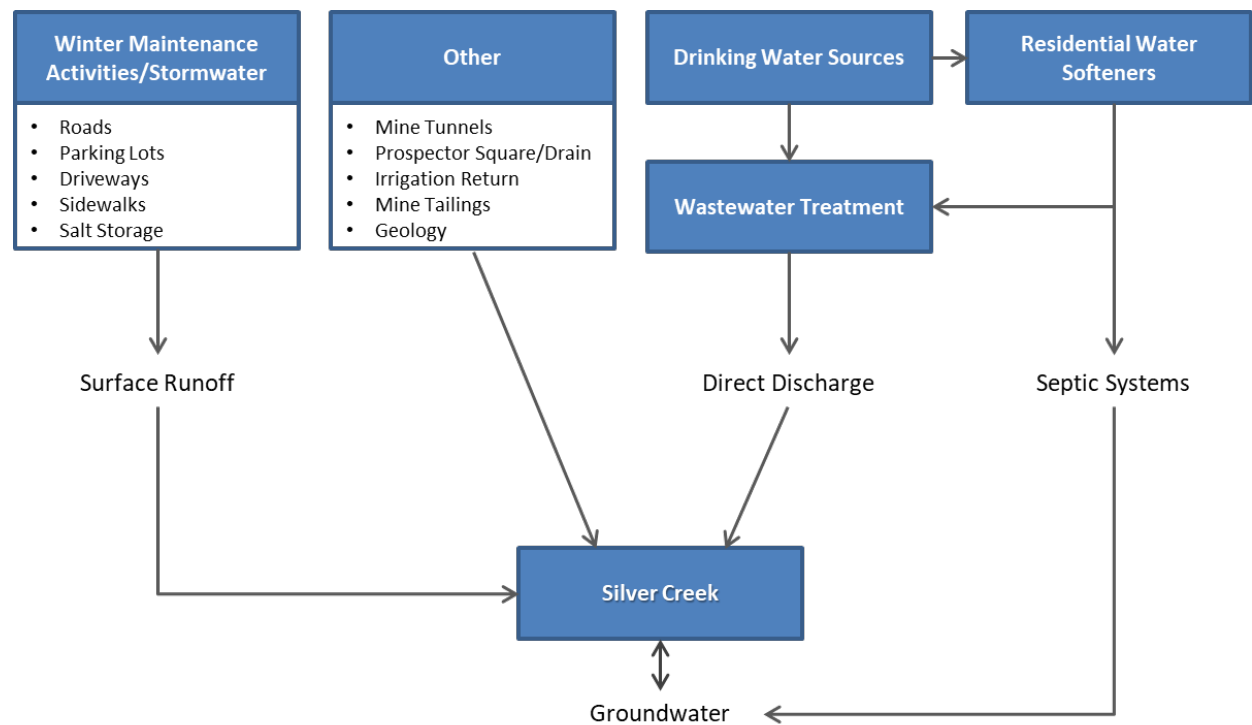 Winter Maintenance
Activities/Stormwater
• Roads
• Parking Lots
• Driveways
• Sidewalks
• Salt Storage
Other
• Mine Tunnels
• Prospector Square/Drain
• Irrigation Return
• Mine Tailings
• Geology
Drinking Water Sources
Residential Water
Softeners
Wastewater Treatment
Surface Runoff
Direct Discharge
Septic Systems
Silver Creek
Groundwater